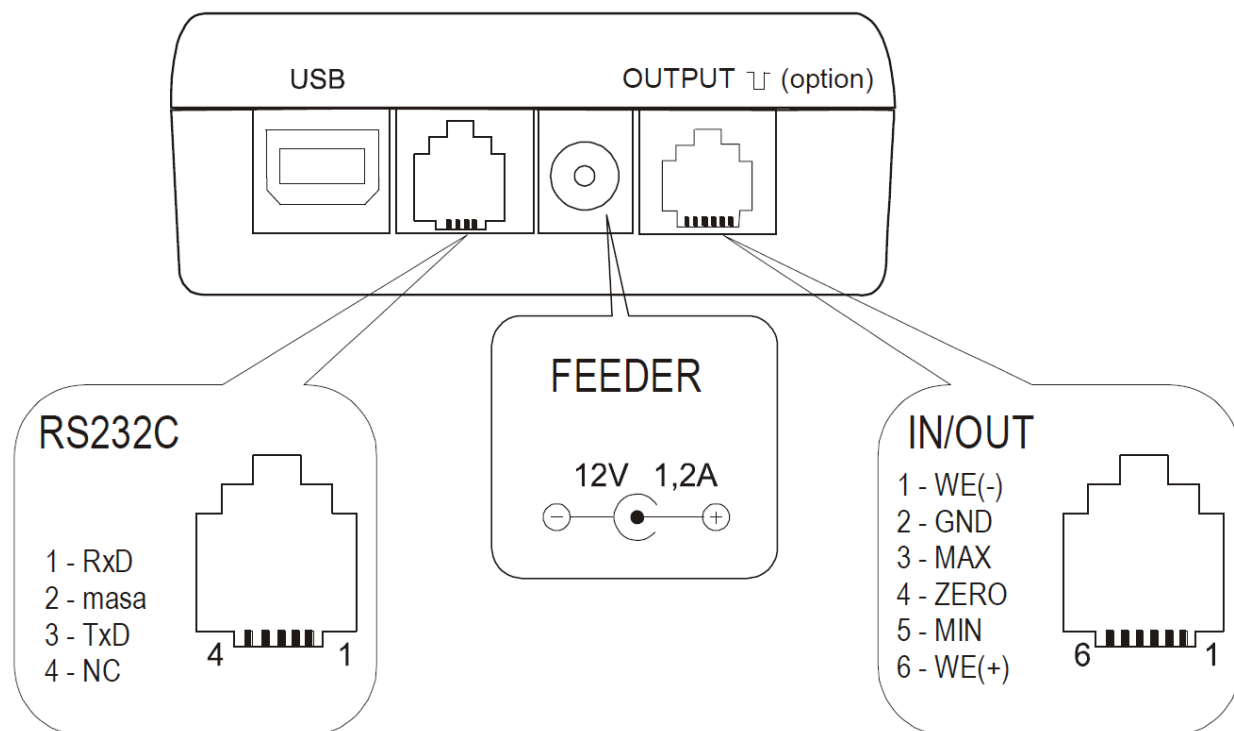 USB
OUTPUT (option)
RS232C
1 - RxD
2 - masa
3 - TxD
4 - NC
4 1
FEEDER
12V 1,2A
IN/OUT
1 - WE(-)
2 - GND
3 - MAX
4 - ZERO
5 - MIN
6 - WE(+)
6 1